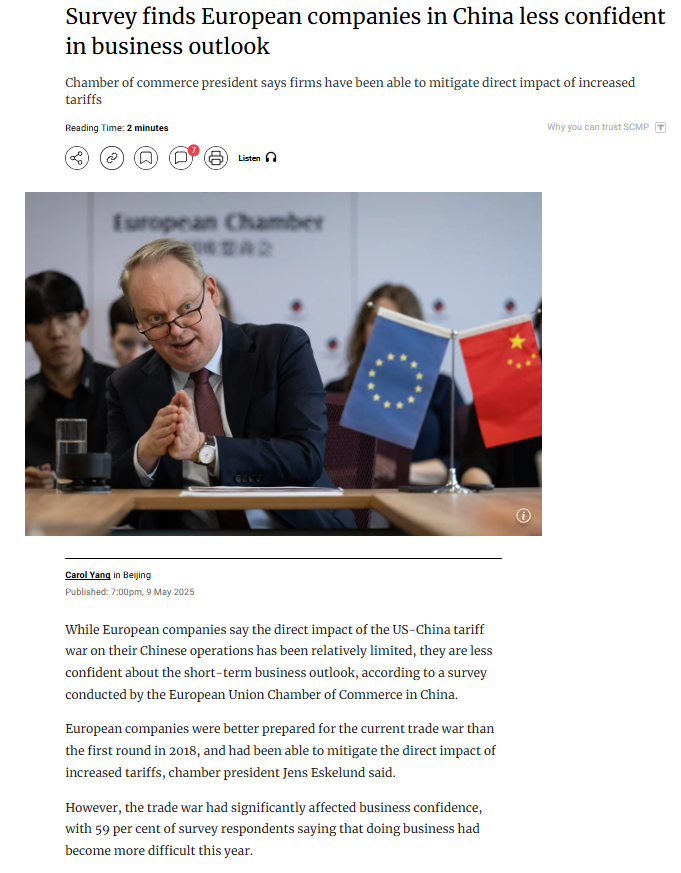 Survey finds European companies in China less confident
in business outlook
Chamber of commerce president says firms have been able to mitigate direct impact of increased
tariffs
Reading Time: 2 minutes
Why you can trust SCMP
7
Listen
European Chamber
Carol Yang in Beijing
Published: 7:00pm, 9 May 2025
While European companies say the direct impact of the US-China tariff
war on their Chinese operations has been relatively limited, they are less
confident about the short-term business outlook, according to a survey
conducted by the European Union Chamber of Commerce in China.
European companies were better prepared for the current trade war than
the first round in 2018, and had been able to mitigate the direct impact of
increased tariffs, chamber president Jens Eskelund said.
However, the trade war had significantly affected business confidence,
with 59 per cent of survey respondents saying that doing business had
become more difficult this year.